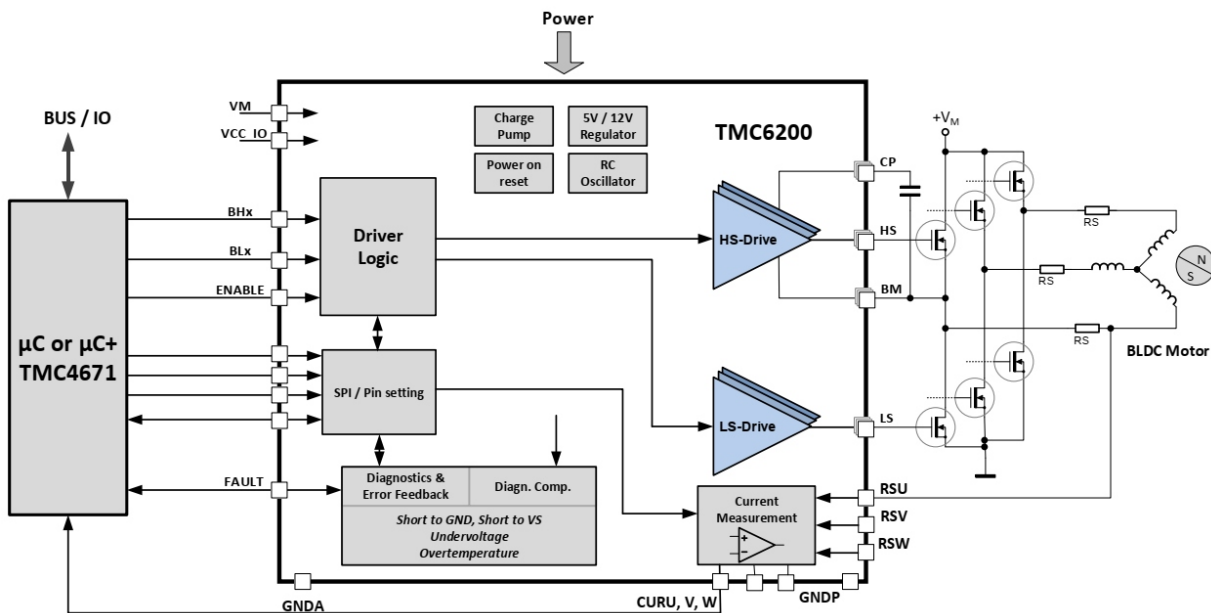 Power
BUS / IO
VM
VCC_IO
Charge
Pump
5V / 12V
Regulator
TMC6200
+VM
Power on
reset
RC
Oscillator
CP
BHx
BLx
ENABLE
Driver
Logic
HS-Drive
HS
BM
RS
RS
RS
N
S
BLDC Motor
µC or µC+
TMC4671
SPI / Pin setting
LS-Drive
LS
FAULT
Diagnostics &
Error Feedback
Diagn. Comp.
Short to GND, Short to VS
Undervoltage
Overtemperature
Current
Measurement
+
−
RSU
RSV
RSW
GNDA
CURU, V, W
GNDP